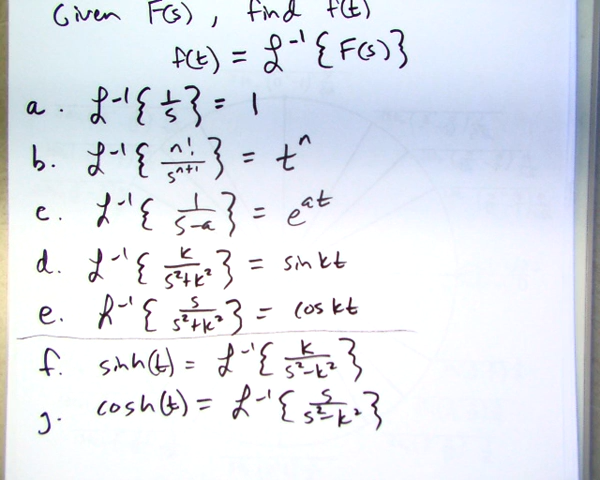 Given F(s), find f(t)
f(t) = ℒ⁻¹{F(s)}
a. ℒ⁻¹{1/s} = 1
b. ℒ⁻¹{n!/sⁿ⁺¹} = tⁿ
c. ℒ⁻¹{1/(s-a)} = eᵃᵗ
d. ℒ⁻¹{k/(s²+k²)} = sin kt
e. ℒ⁻¹{s/(s²+k²)} = cos kt
f. sinh(t) = ℒ⁻¹{k/(s²-k²)}
g. cosh(t) = ℒ⁻¹{s/(s²-k²)}